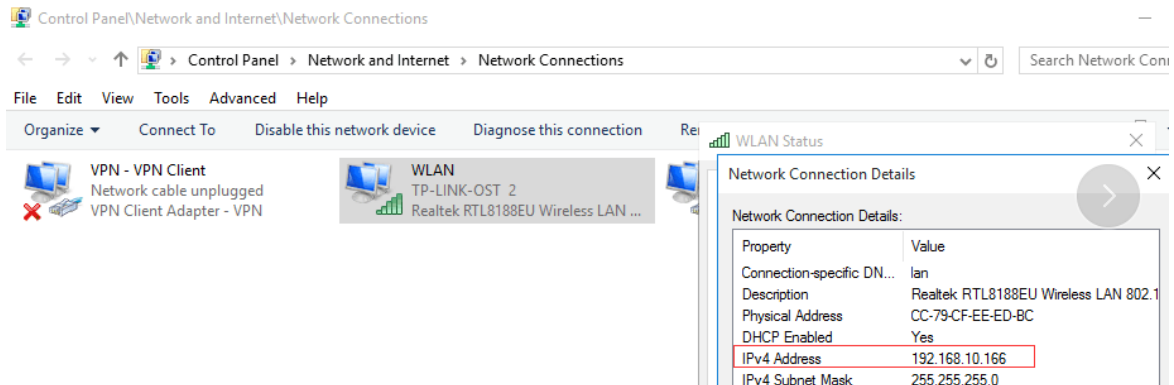 Control Panel\Network and Internet\Network Connections
Control Panel > Network and Internet > Network Connections
Search Network Con
File Edit View Tools Advanced Help
Organize Connect To Disable this network device Diagnose this connection
WLAN Status
VPN - VPN Client
Network cable unplugged
VPN Client Adapter - VPN
WLAN
TP-LINK-OST 2
Realtek RTL8188EU Wireless LAN ...
Network Connection Details
Network Connection Details:
Property Value
Connection-specific DN... lan
Description Realtek RTL8188EU Wireless LAN 802.1
Physical Address CC-79-CF-EE-ED-BC
DHCP Enabled Yes
IPv4 Address 192.168.10.166
IPv4 Subnet Mask 255.255.255.0